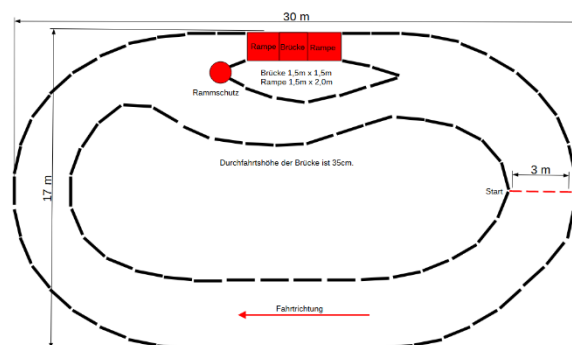 30 m
Rampe Brücke Rampe
Brücke 1,5m x 1,5m
Rampe 1,5m x 2,0m
Rammschutz
Durchfahrtshöhe der Brücke ist 35cm.
3 m
17 m
Start
Fahrtrichtung